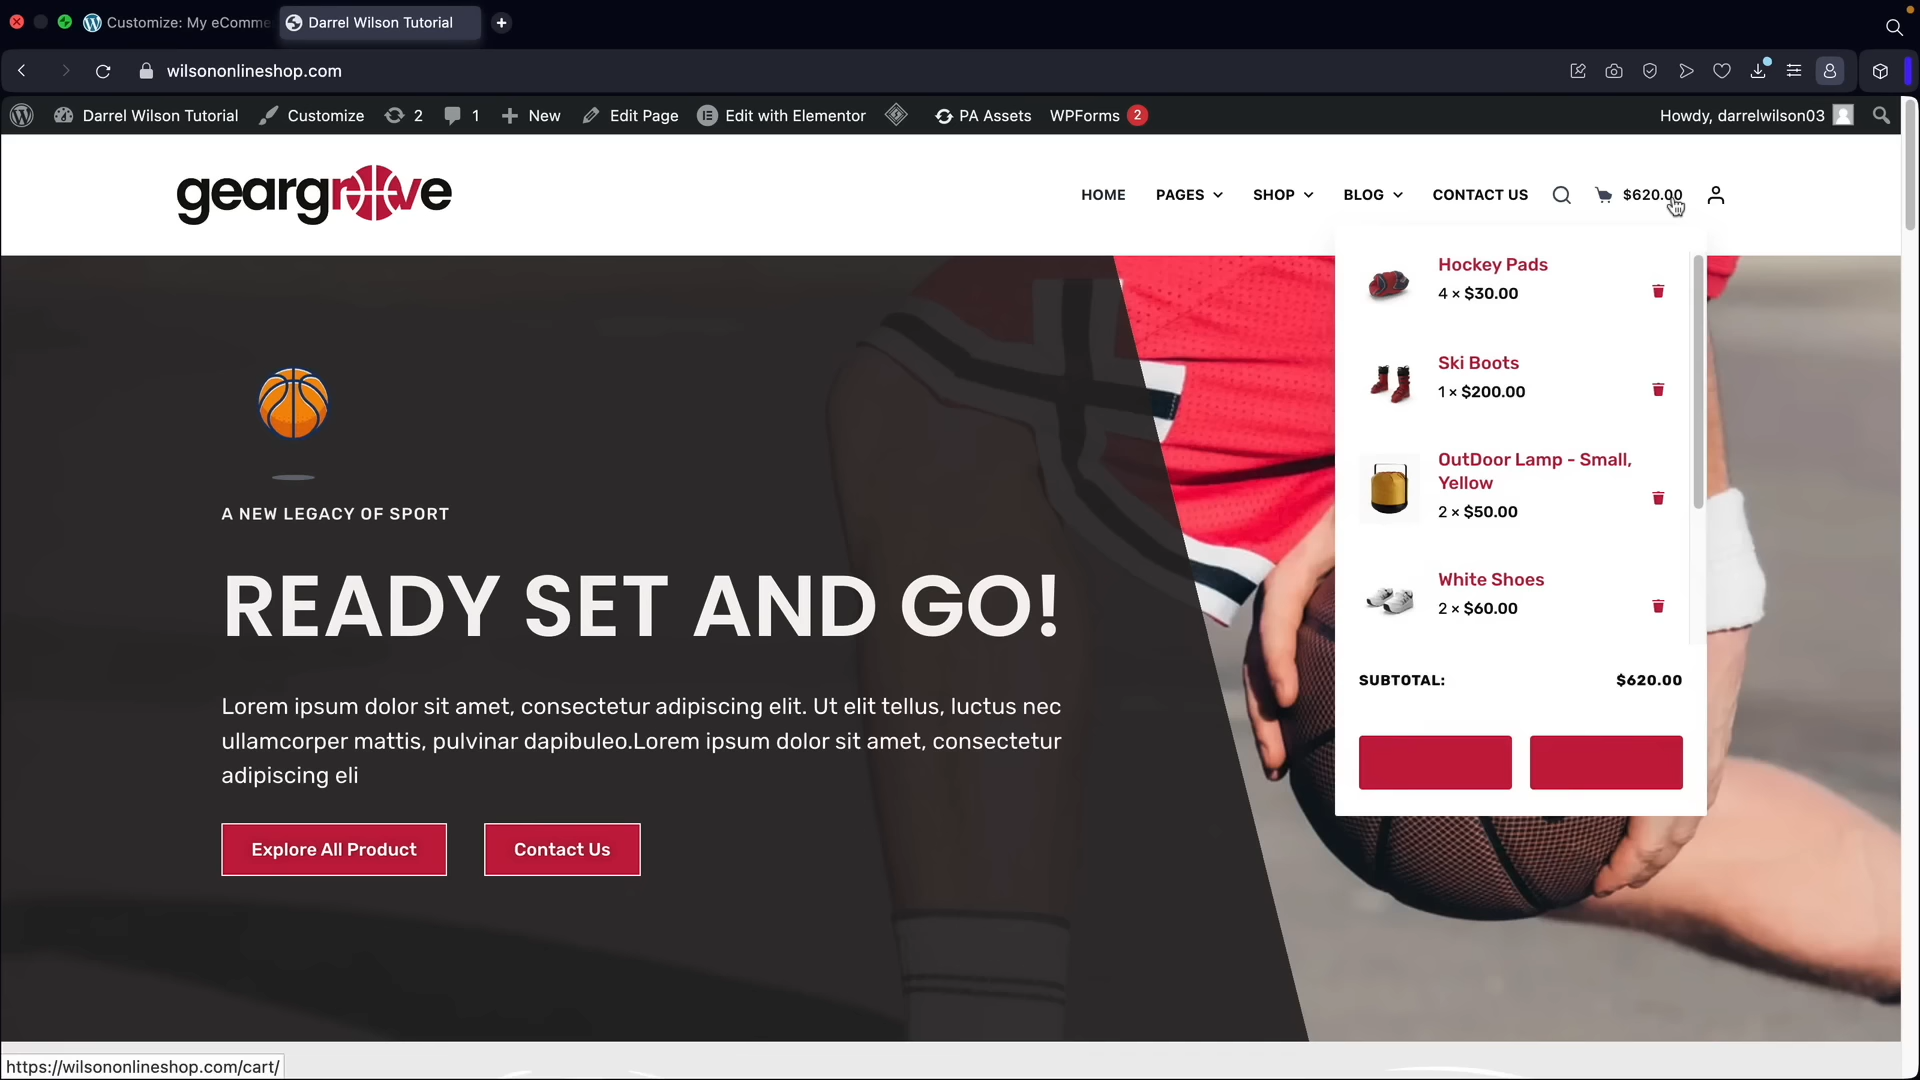 Customize: My eComme
Darrel Wilson Tutorial
wilsononlineshop.com
Darrel Wilson Tutorial
Customize
2
1
New
Edit Page
Edit with Elementor
PA Assets
WPForms 2
Howdy, darrelwilson03
geargroove
HOME
PAGES
SHOP
BLOG
CONTACT US
$620.00
Hockey Pads
4 × $30.00
Ski Boots
1 × $200.00
OutDoor Lamp - Small,
Yellow
2 × $50.00
White Shoes
2 × $60.00
SUBTOTAL: $620.00
A NEW LEGACY OF SPORT
READY SET AND GO!
Lorem ipsum dolor sit amet, consectetur adipiscing elit. Ut elit tellus, luctus nec
ullamcorper mattis, pulvinar dapibuleo.Lorem ipsum dolor sit amet, consectetur
adipiscing eli
Explore All Product
Contact Us
https://wilsononlineshop.com/cart/